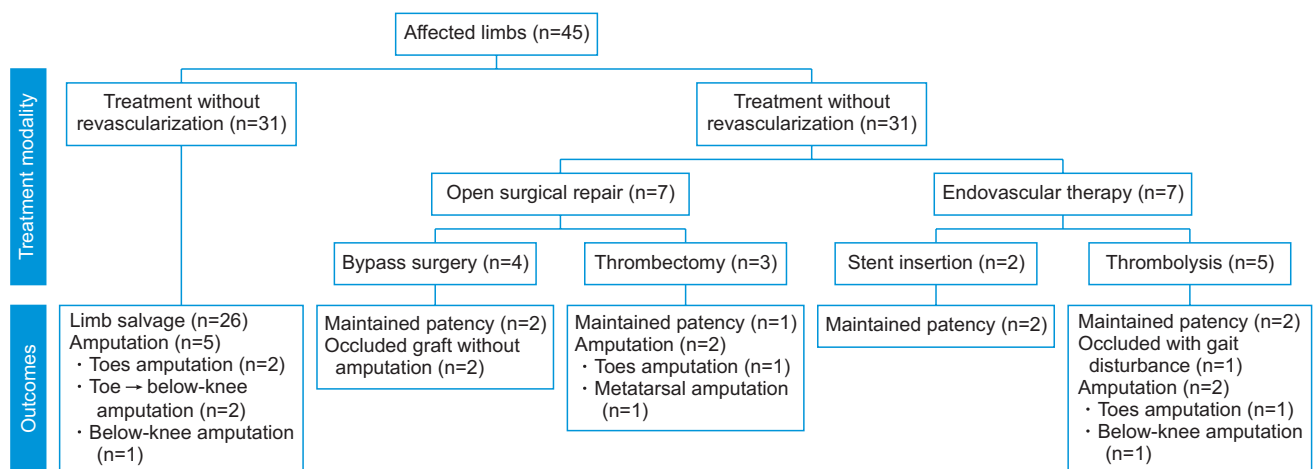 Affected limbs (n=45)
Treatment modality
Treatment without
revascularization (n=31)
Treatment without
revascularization (n=31)
Open surgical repair (n=7)
Endovascular therapy (n=7)
Bypass surgery (n=4)
Thrombectomy (n=3)
Stent insertion (n=2)
Thrombolysis (n=5)
Outcomes
Limb salvage (n=26)
Amputation (n=5)
· Toes amputation (n=2)
· Toe → below-knee
amputation (n=2)
· Below-knee amputation
(n=1)
Maintained patency (n=2)
Occluded graft without
amputation (n=2)
Maintained patency (n=1)
Amputation (n=2)
· Toes amputation (n=1)
· Metatarsal amputation
(n=1)
Maintained patency (n=2)
Maintained patency (n=2)
Occluded with gait
disturbance (n=1)
Amputation (n=2)
· Toes amputation (n=1)
· Below-knee amputation
(n=1)